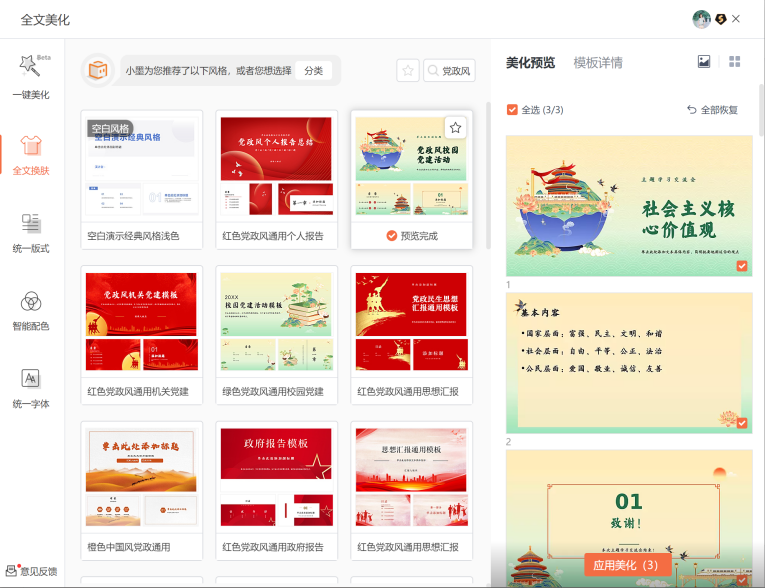 全文美化
Beta
一键美化
全文换肤
统一版式
智能配色
统一字体
意见反馈
小墨为您推荐了以下风格，或者您想选择
分类
党政风
空白风格
空白演示经典风格
空白演示经典风格浅色
党政风个人报告总结
红色党政风通用个人报告
党政风校园
党建活动
预览完成
党政风机关党建模板
红色党政风通用机关党建
20XX
校园党建活动模板
绿色党政风通用校园党建
党政民生思想
汇报通用模板
红色党政风通用思想汇报
单击此处添加标题
橙色中国风党政通用
政府报告模板
红色党政风通用政府报告
思想汇报通用模板
红色党政风通用思想汇报
美化预览
模板详情
全选 (3/3)
全部恢复
主题学习交流会
社会主义核
心价值观
1
基本内容
•国家层面：富强、民主、文明、和谐
•社会层面：自由、平等、公正、法治
•公民层面：爱国、敬业、诚信、友善
2
01
致谢！
应用美化（3）